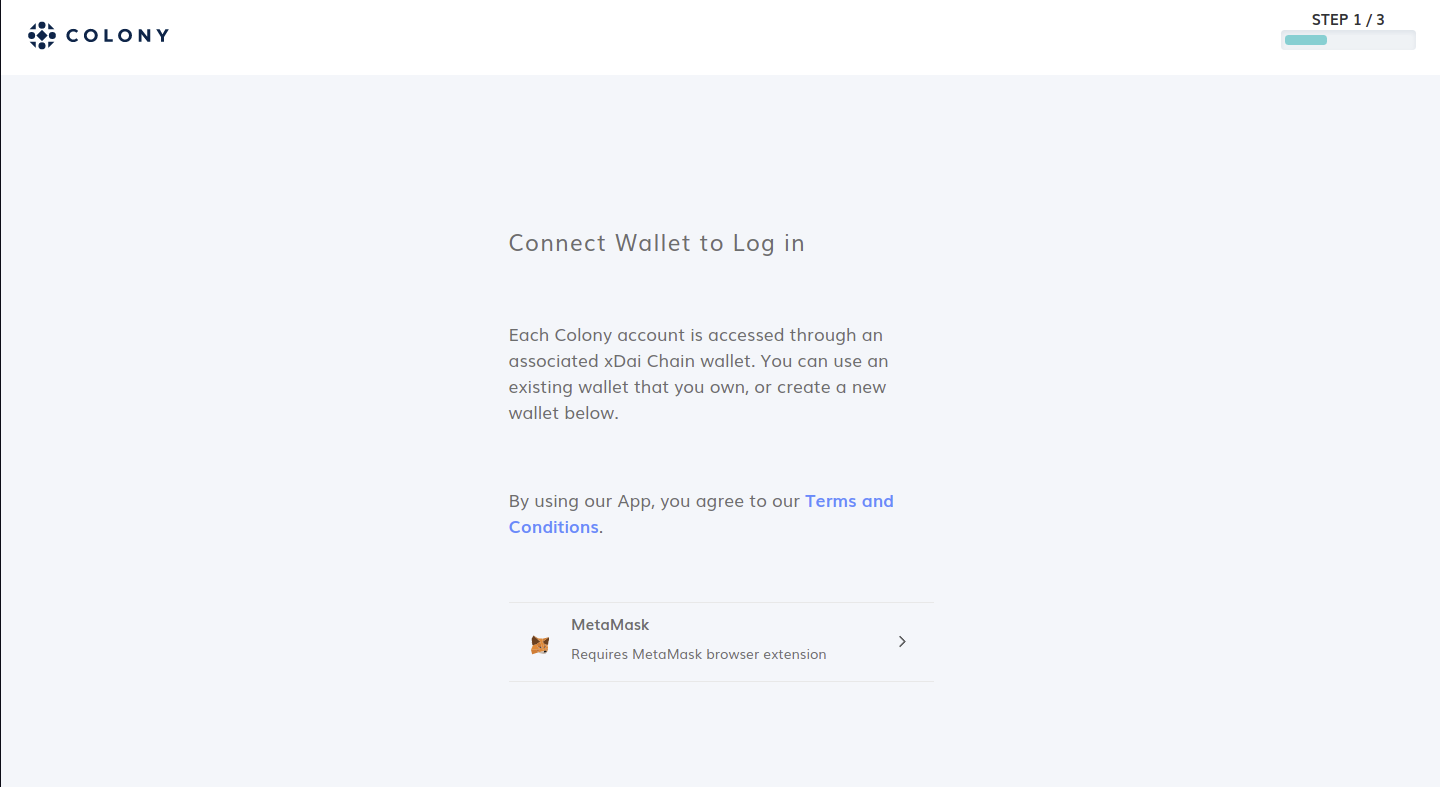 COLONY
STEP 1 / 3
Connect Wallet to Log in
Each Colony account is accessed through an
associated xDai Chain wallet. You can use an
existing wallet that you own, or create a new
wallet below.
By using our App, you agree to our Terms and
Conditions.
MetaMask
Requires MetaMask browser extension